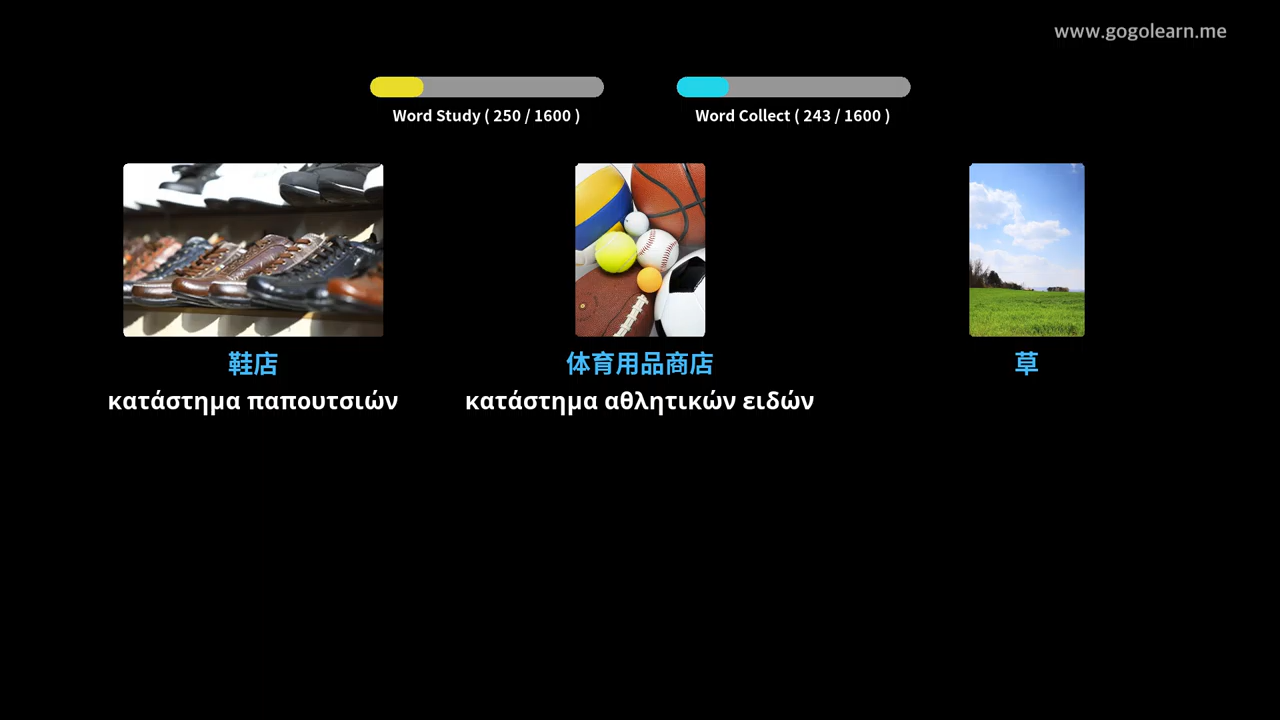 www.gogolearn.me
Word Study ( 250 / 1600 )
Word Collect ( 243 / 1600 )
鞋店
体育用品商店
草
κατάστημα παπουτσιών
κατάστημα αθλητικών ειδών